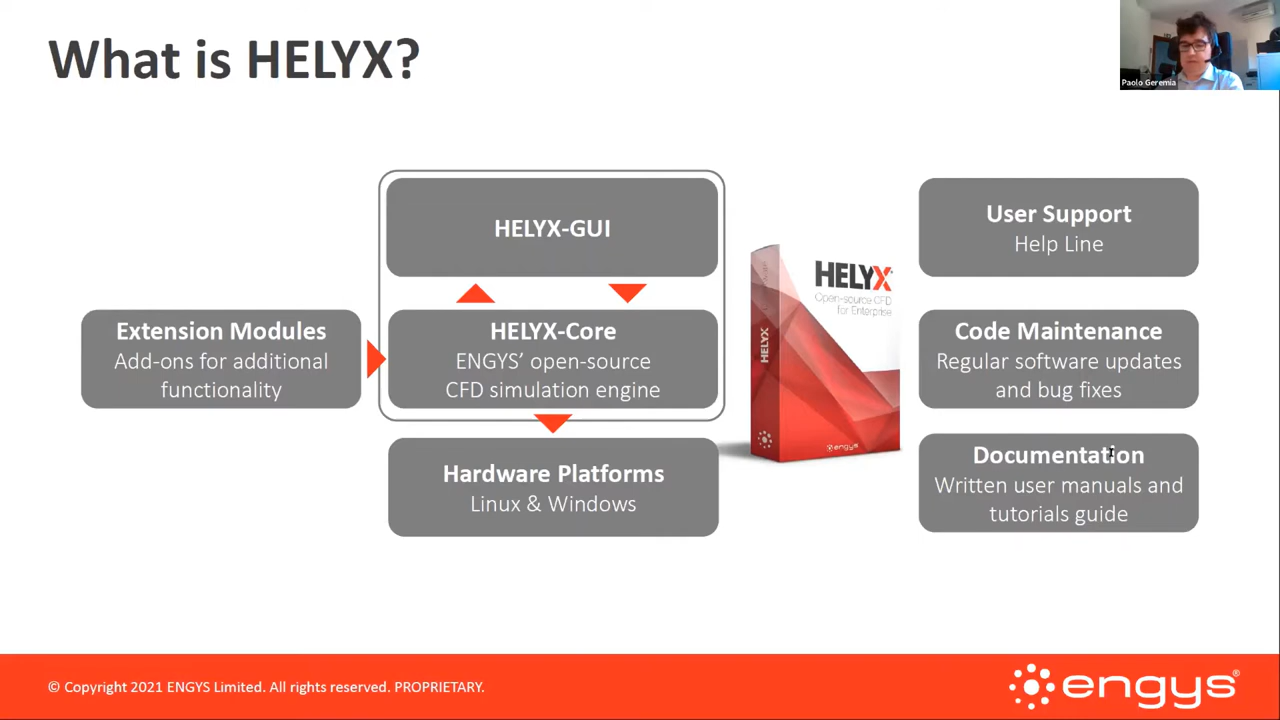 What is HELYX?
Paolo Geremia
HELYX-GUI
Extension Modules
Add-ons for additional
functionality
HELYX-Core
ENGYS' open-source
CFD simulation engine
Hardware Platforms
Linux & Windows
HELYX
Open-source CFD
for Enterprise
HELYX
engys
User Support
Help Line
Code Maintenance
Regular software updates
and bug fixes
Documentation
Written user manuals and
tutorials guide
© Copyright 2021 ENGYS Limited. All rights reserved. PROPRIETARY.
engys®